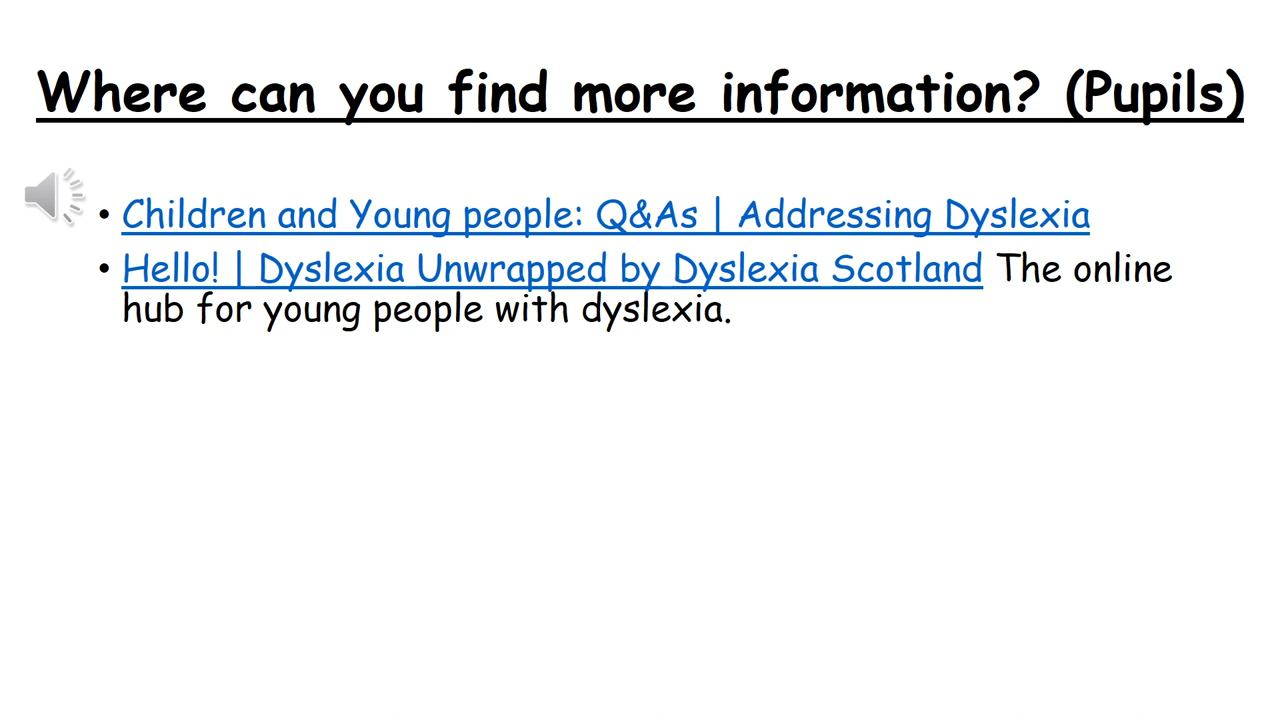 Where can you find more information? (Pupils)
• Children and Young people: Q&As | Addressing Dyslexia
• Hello! | Dyslexia Unwrapped by Dyslexia Scotland The online
hub for young people with dyslexia.